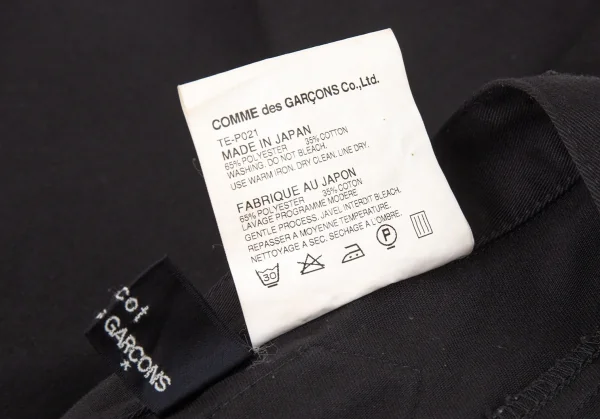 COMME des GARÇONS Co.,Ltd.
TE-P021
MADE IN JAPAN
65% POLYESTER 35% COTTON
WASHING. DO NOT BLEACH.
USE WARM IRON. DRY CLEAN. LINE DRY.
FABRIQUE AU JAPON
65% POLYESTER 35% COTON
LAVAGE PROGRAMME MODERE
GENTLE PROCESS. JAVEL INTERDIT BLEACH.
REPASSER A MOYENNE TEMPERATURE.
NETTOYAGE A SEC. SECHAGE A L'OMBRE.
30 P
cot
GARÇONS
*